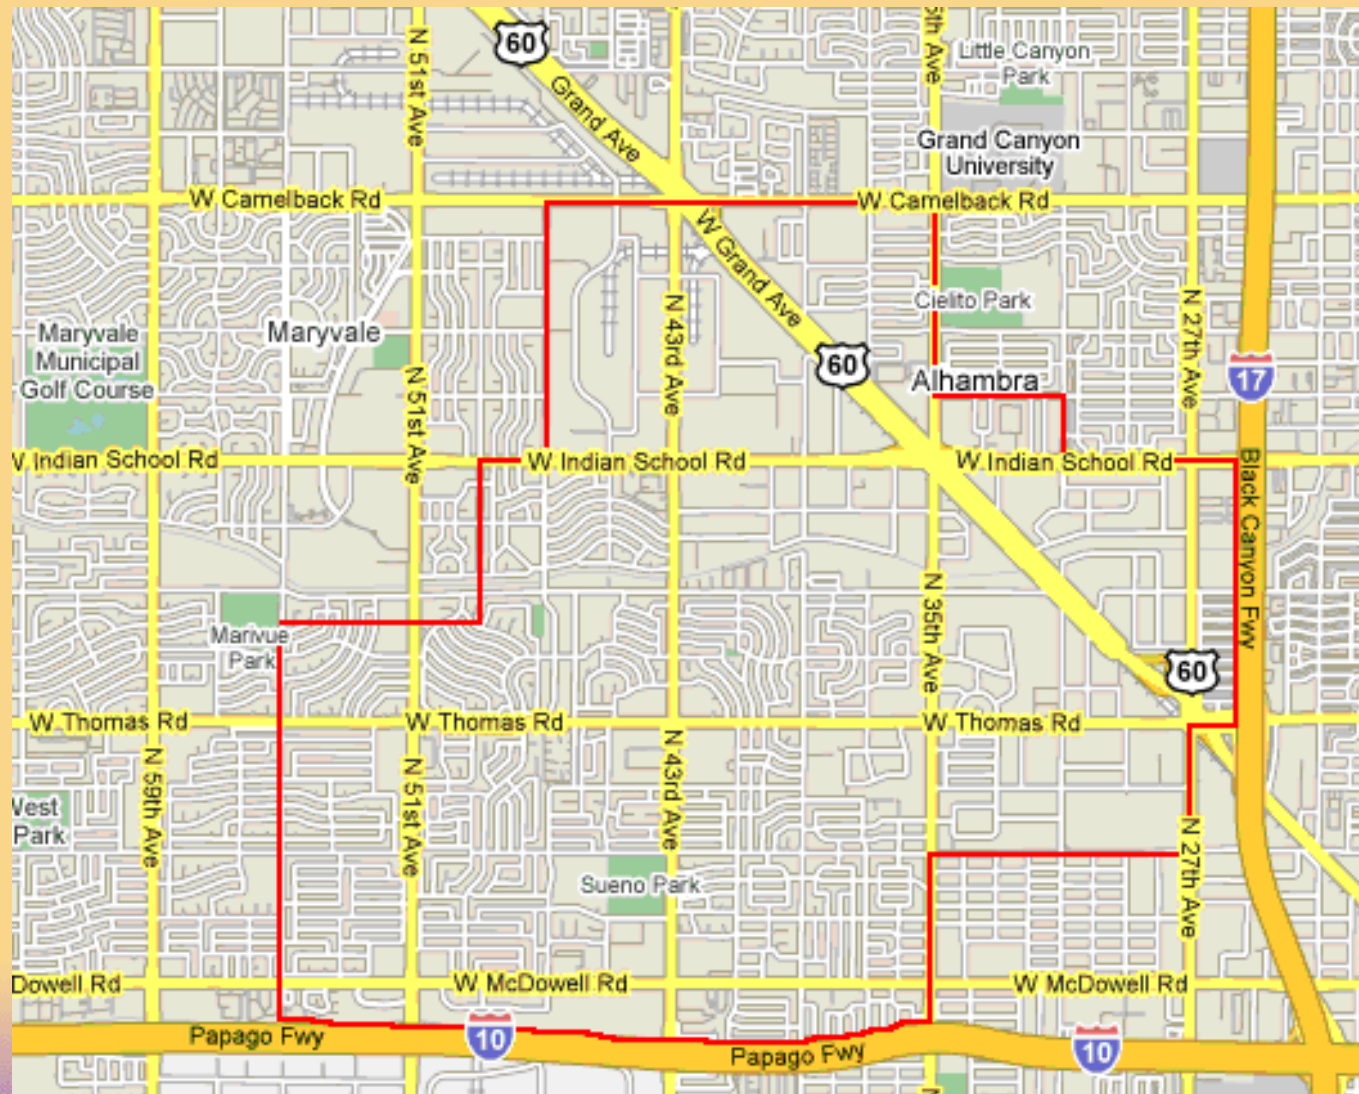 60
Grand Ave
N 51st Ave
5th Ave
Little Canyon
Park
Grand Canyon
University
W Camelback Rd
W Camelback Rd
W Grand Ave
Cielito Park
N 43rd Ave
N 27th Ave
Maryvale
Municipal
Golf Course
Maryvale
60
Alhambra
17
N 51st Ave
W Indian School Rd
W Indian School Rd
W Indian School Rd
Black Canyon Fwy
N 35th Ave
Marivue
Park
60
W Thomas Rd
W Thomas Rd
W Thomas Rd
N 59th Ave
N 51st Ave
N 43rd Ave
West
Park
N 27th Ave
Sueno Park
Dowell Rd
W McDowell Rd
W McDowell Rd
Papago Fwy
10
Papago Fwy
10
N